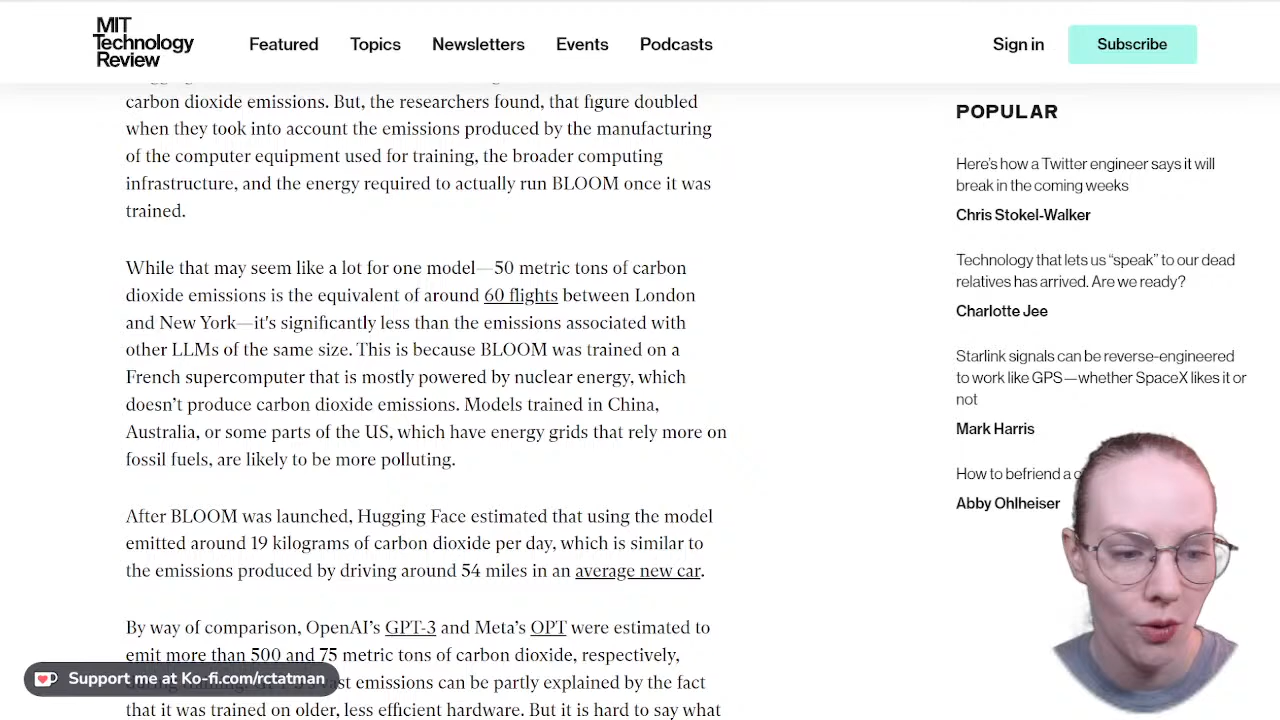 MIT
Technology
Review
Featured
Topics
Newsletters
Events
Podcasts
Sign in
Subscribe
carbon dioxide emissions. But, the researchers found, that figure doubled
when they took into account the emissions produced by the manufacturing
of the computer equipment used for training, the broader computing
infrastructure, and the energy required to actually run BLOOM once it was
trained.
While that may seem like a lot for one model—50 metric tons of carbon
dioxide emissions is the equivalent of around 60 flights between London
and New York—it's significantly less than the emissions associated with
other LLMs of the same size. This is because BLOOM was trained on a
French supercomputer that is mostly powered by nuclear energy, which
doesn't produce carbon dioxide emissions. Models trained in China,
Australia, or some parts of the US, which have energy grids that rely more on
fossil fuels, are likely to be more polluting.
After BLOOM was launched, Hugging Face estimated that using the model
emitted around 19 kilograms of carbon dioxide per day, which is similar to
the emissions produced by driving around 54 miles in an average new car.
By way of comparison, OpenAI's GPT-3 and Meta's OPT were estimated to
emit more than 500 and 75 metric tons of carbon dioxide, respectively,
emissions can be partly explained by the fact
that it was trained on older, less efficient hardware. But it is hard to say what
Support me at Ko-fi.com/rctatman
POPULAR
Here's how a Twitter engineer says it will
break in the coming weeks
Chris Stokel-Walker
Technology that lets us “speak” to our dead
relatives has arrived. Are we ready?
Charlotte Jee
Starlink signals can be reverse-engineered
to work like GPS—whether SpaceX likes it or
not
Mark Harris
How to befriend a
Abby Ohlheiser